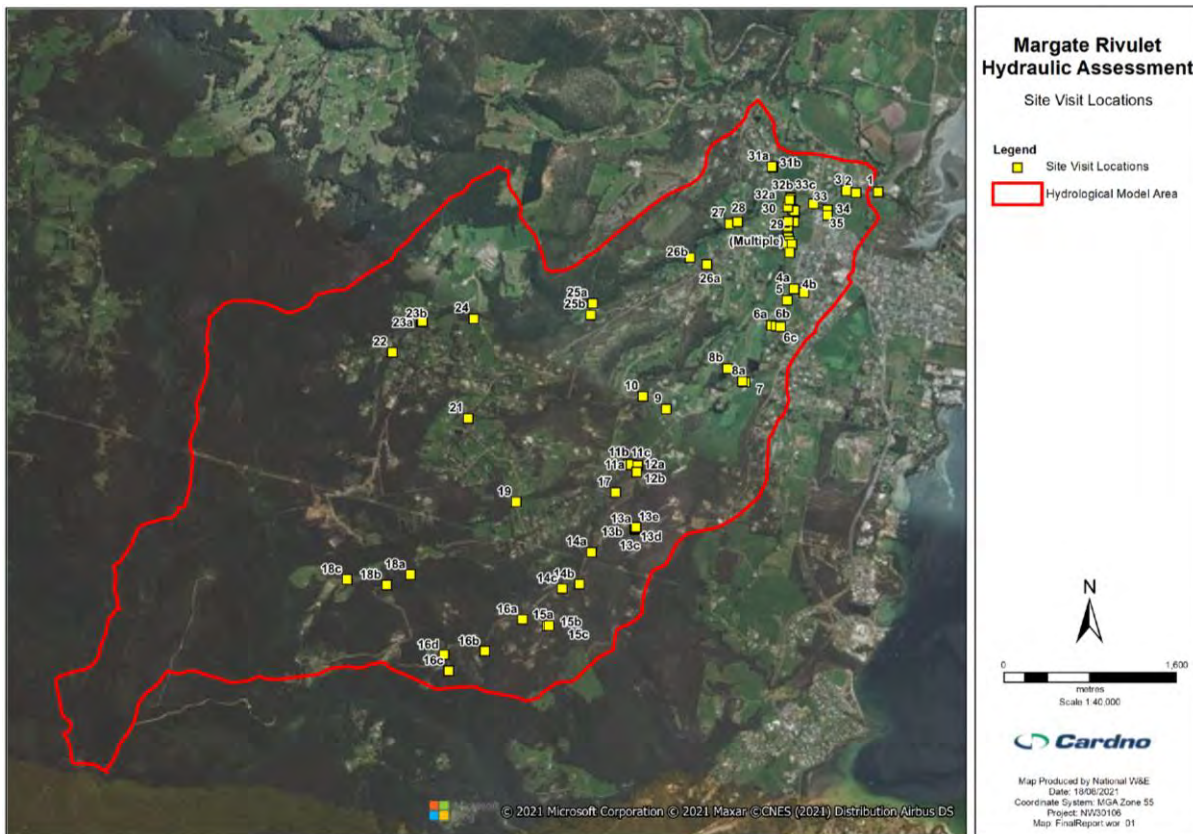 Margate Rivulet
Hydraulic Assessment
Site Visit Locations
Legend
Site Visit Locations
Hydrological Model Area
N
0 1,600
metres
Scale 1:40,000
Cardno
Map Produced by National W&E
Date: 18/06/2021
Coordinate System: MGA Zone 55
Project: NW30106
Map: FinalReport.wor 01
31a 31b
32b 33c 3 2 1
32a 33
27 28 30 34
29 35
(Multiple)
26b
26a
4a
25a 5 4b
25b
23b 24 6a 6b
23a 6c
22
8b 8a
7
10
9
21
11b 11c
11a 12a
17 12b
19
13a 13e
13b 13d
13c
14a
18a 14c 14b
18c 18b
16a 15a 15b
15c
16d 16b
16c
© 2021 Microsoft Corporation © 2021 Maxar ©CNES (2021) Distribution Airbus DS